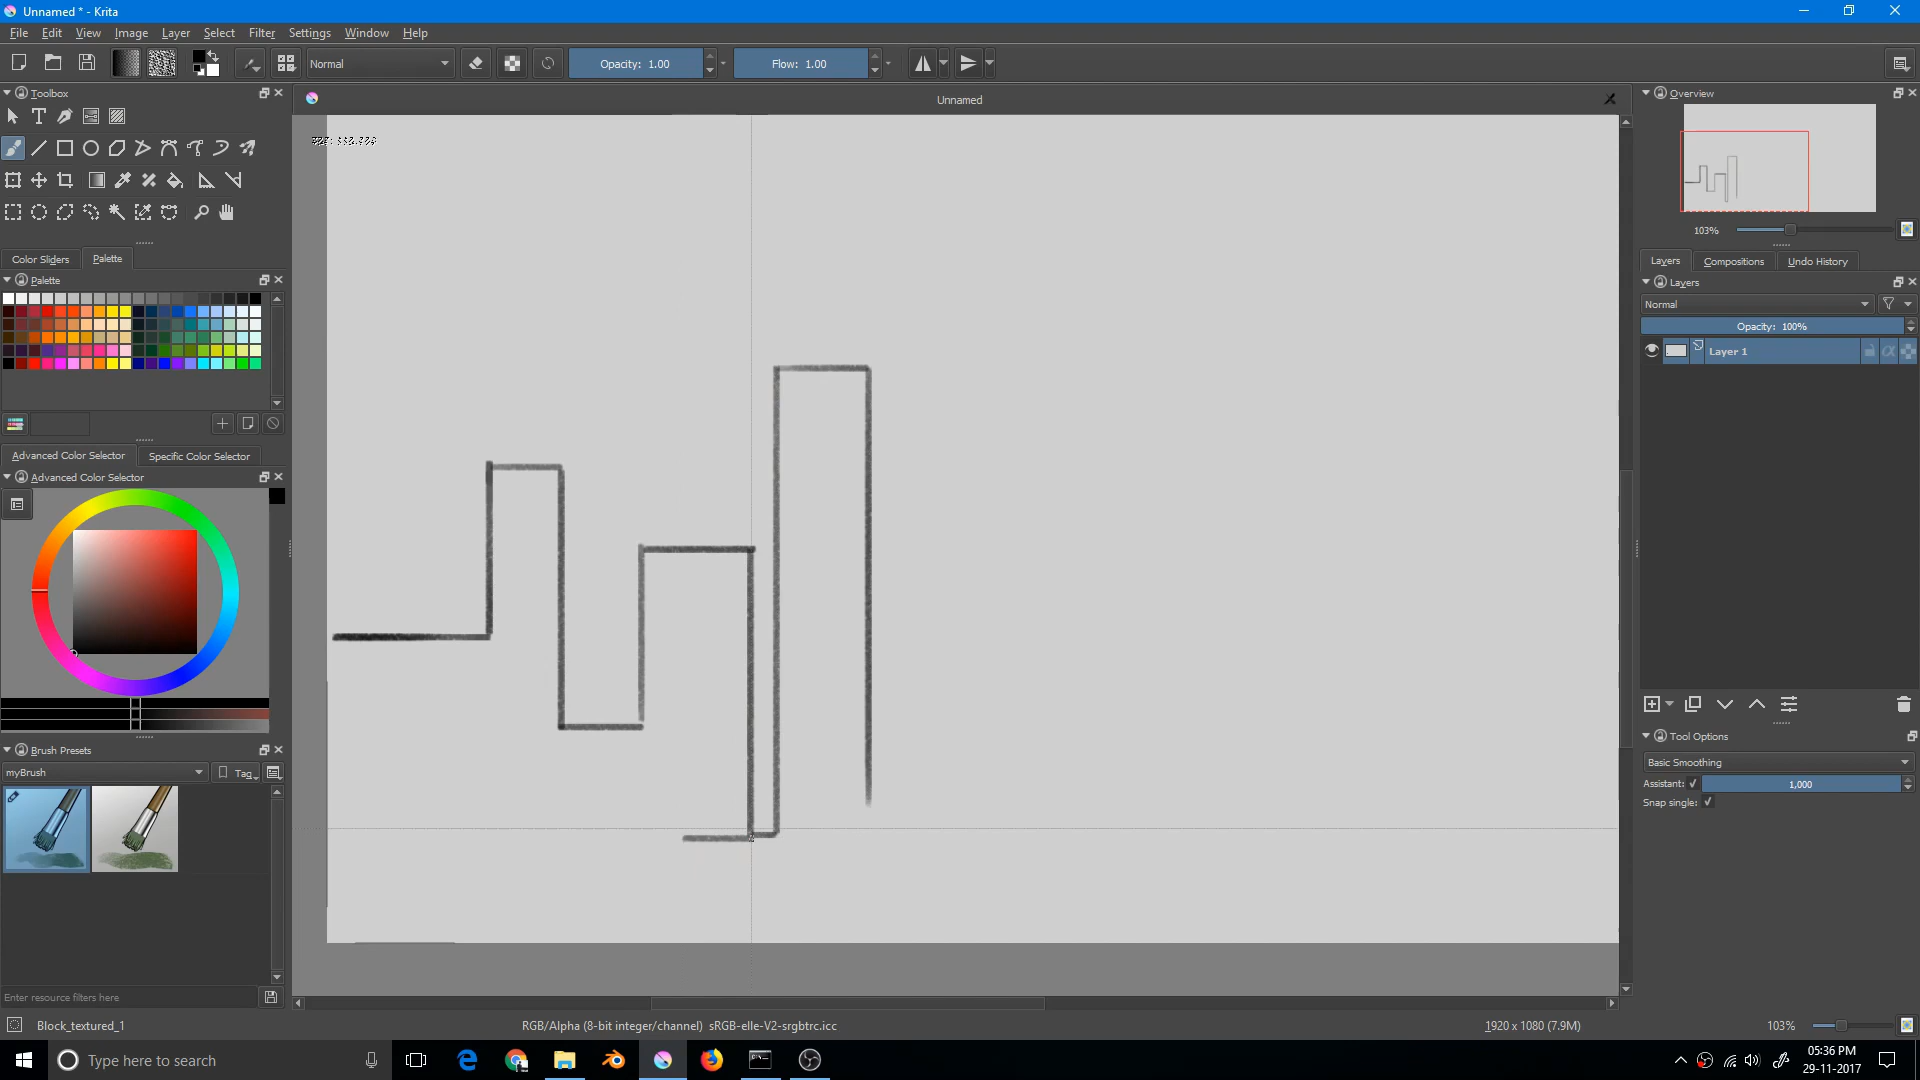 Unnamed * - Krita
File Edit View Image Layer Select Filter Settings Window Help
Normal Opacity: 1.00 Flow: 1.00
Toolbox
Unnamed
Overview
103%
Color Sliders Palette
Palette
Layers Compositions Undo History
Layers
Normal
Opacity: 100%
Layer 1
Advanced Color Selector Specific Color Selector
Advanced Color Selector
Tool Options
Basic Smoothing
Assistant: 1,000
Snap single:
Brush Presets
myBrush Tag
Enter resource filters here
Block_textured_1 RGB/Alpha (8-bit integer/channel) sRGB-elle-V2-srgbtrc.icc 1920 x 1080 (7.9M) 103%
Type here to search
05:36 PM
29-11-2017